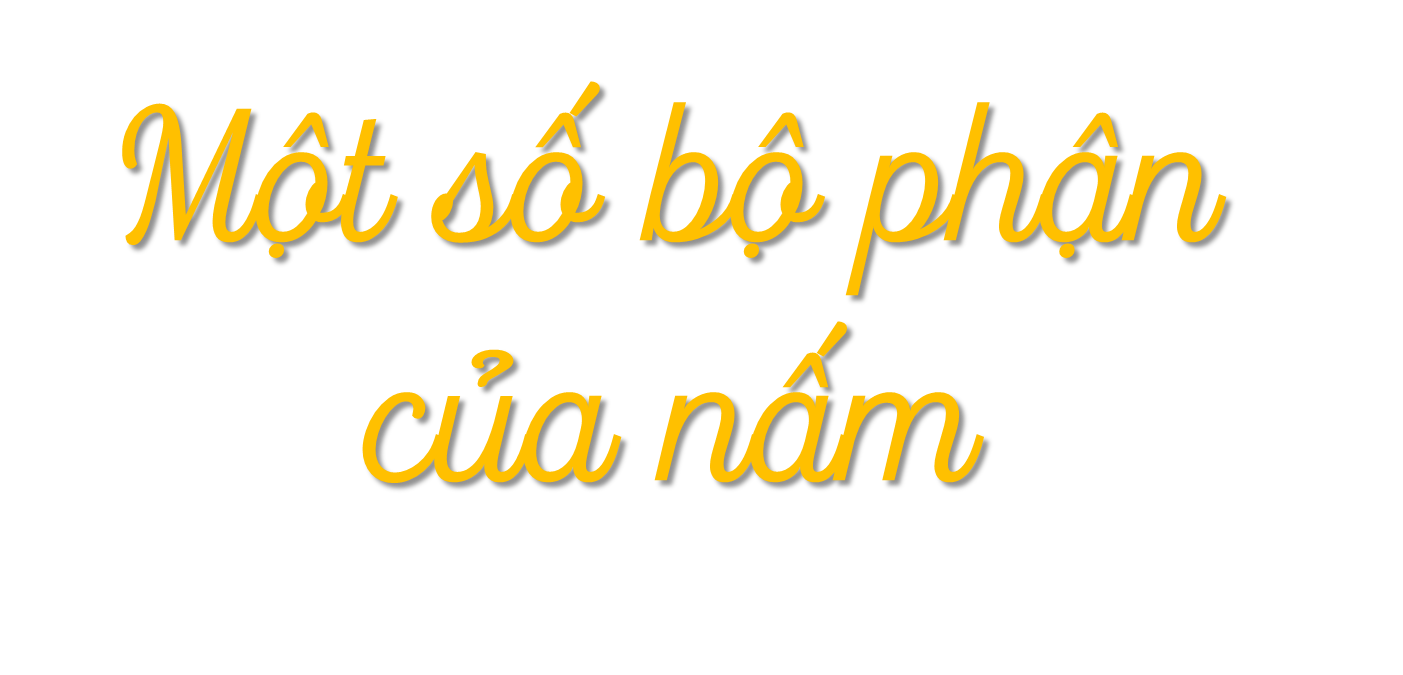 Một số bộ phận
của nấm